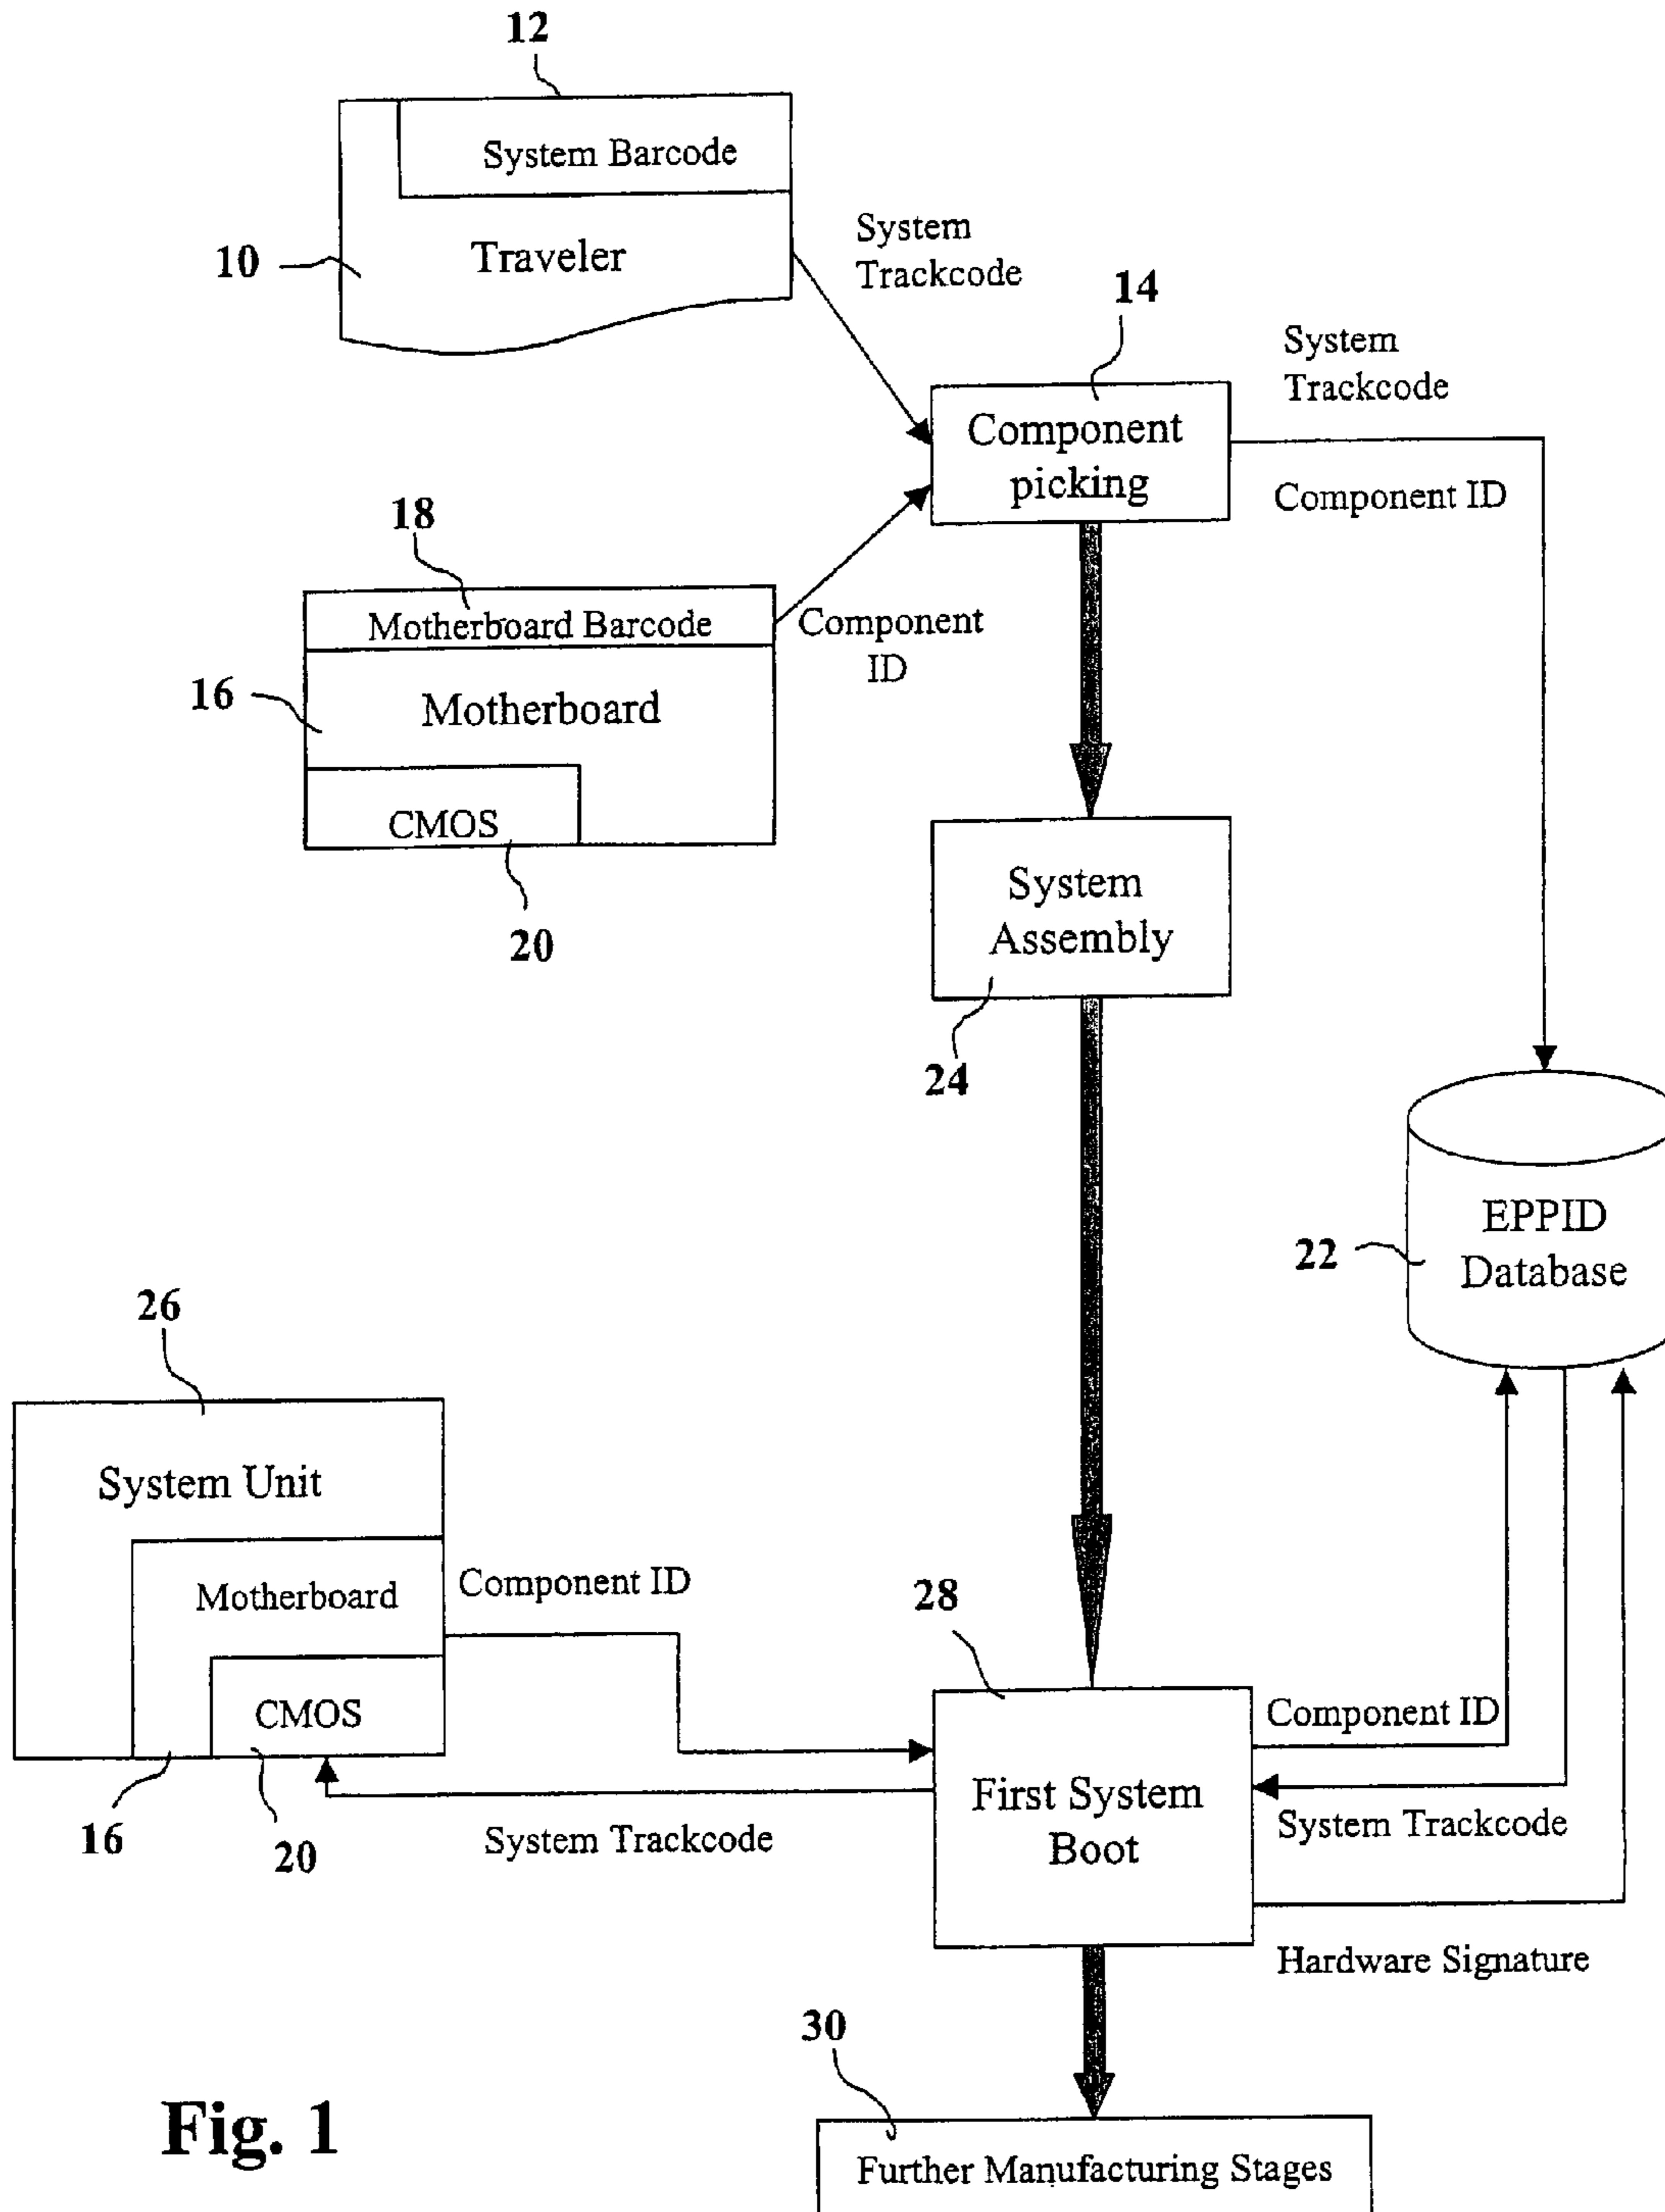 12
System Barcode
10
Traveler
System
Trackcode
14
System
Trackcode
Component
picking
Component ID
18
Motherboard Barcode
Component
ID
16
Motherboard
CMOS
20
System
Assembly
24
EPPID
Database
22
26
System Unit
Motherboard
Component ID
28
CMOS
Component ID
First System
Boot
16
20
System Trackcode
System Trackcode
Hardware Signature
30
Fig. 1
Further Manufacturing Stages